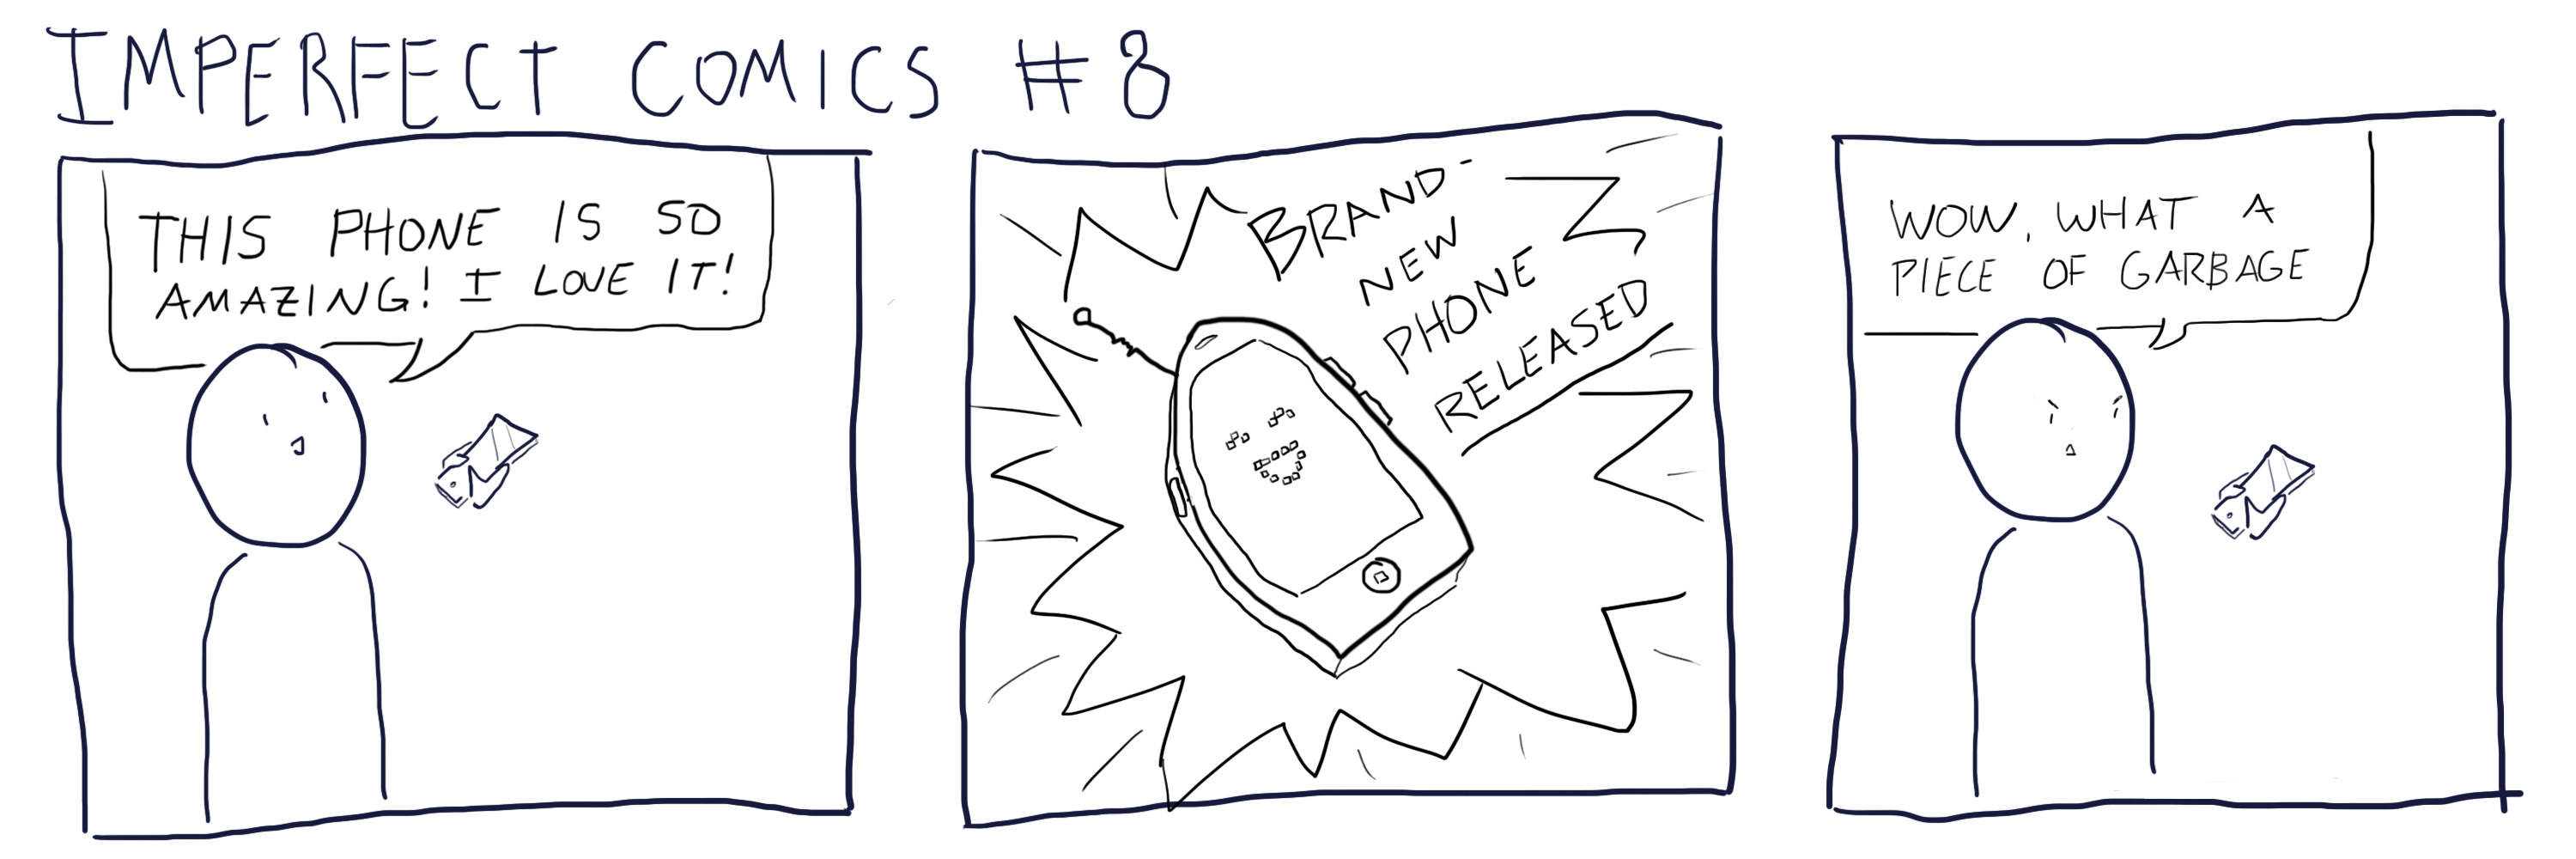 IMPERFECT COMICS #8
THIS PHONE IS SO
AMAZING! I LOVE IT!
BRAND-
NEW
PHONE
RELEASED
WOW, WHAT A
PIECE OF GARBAGE